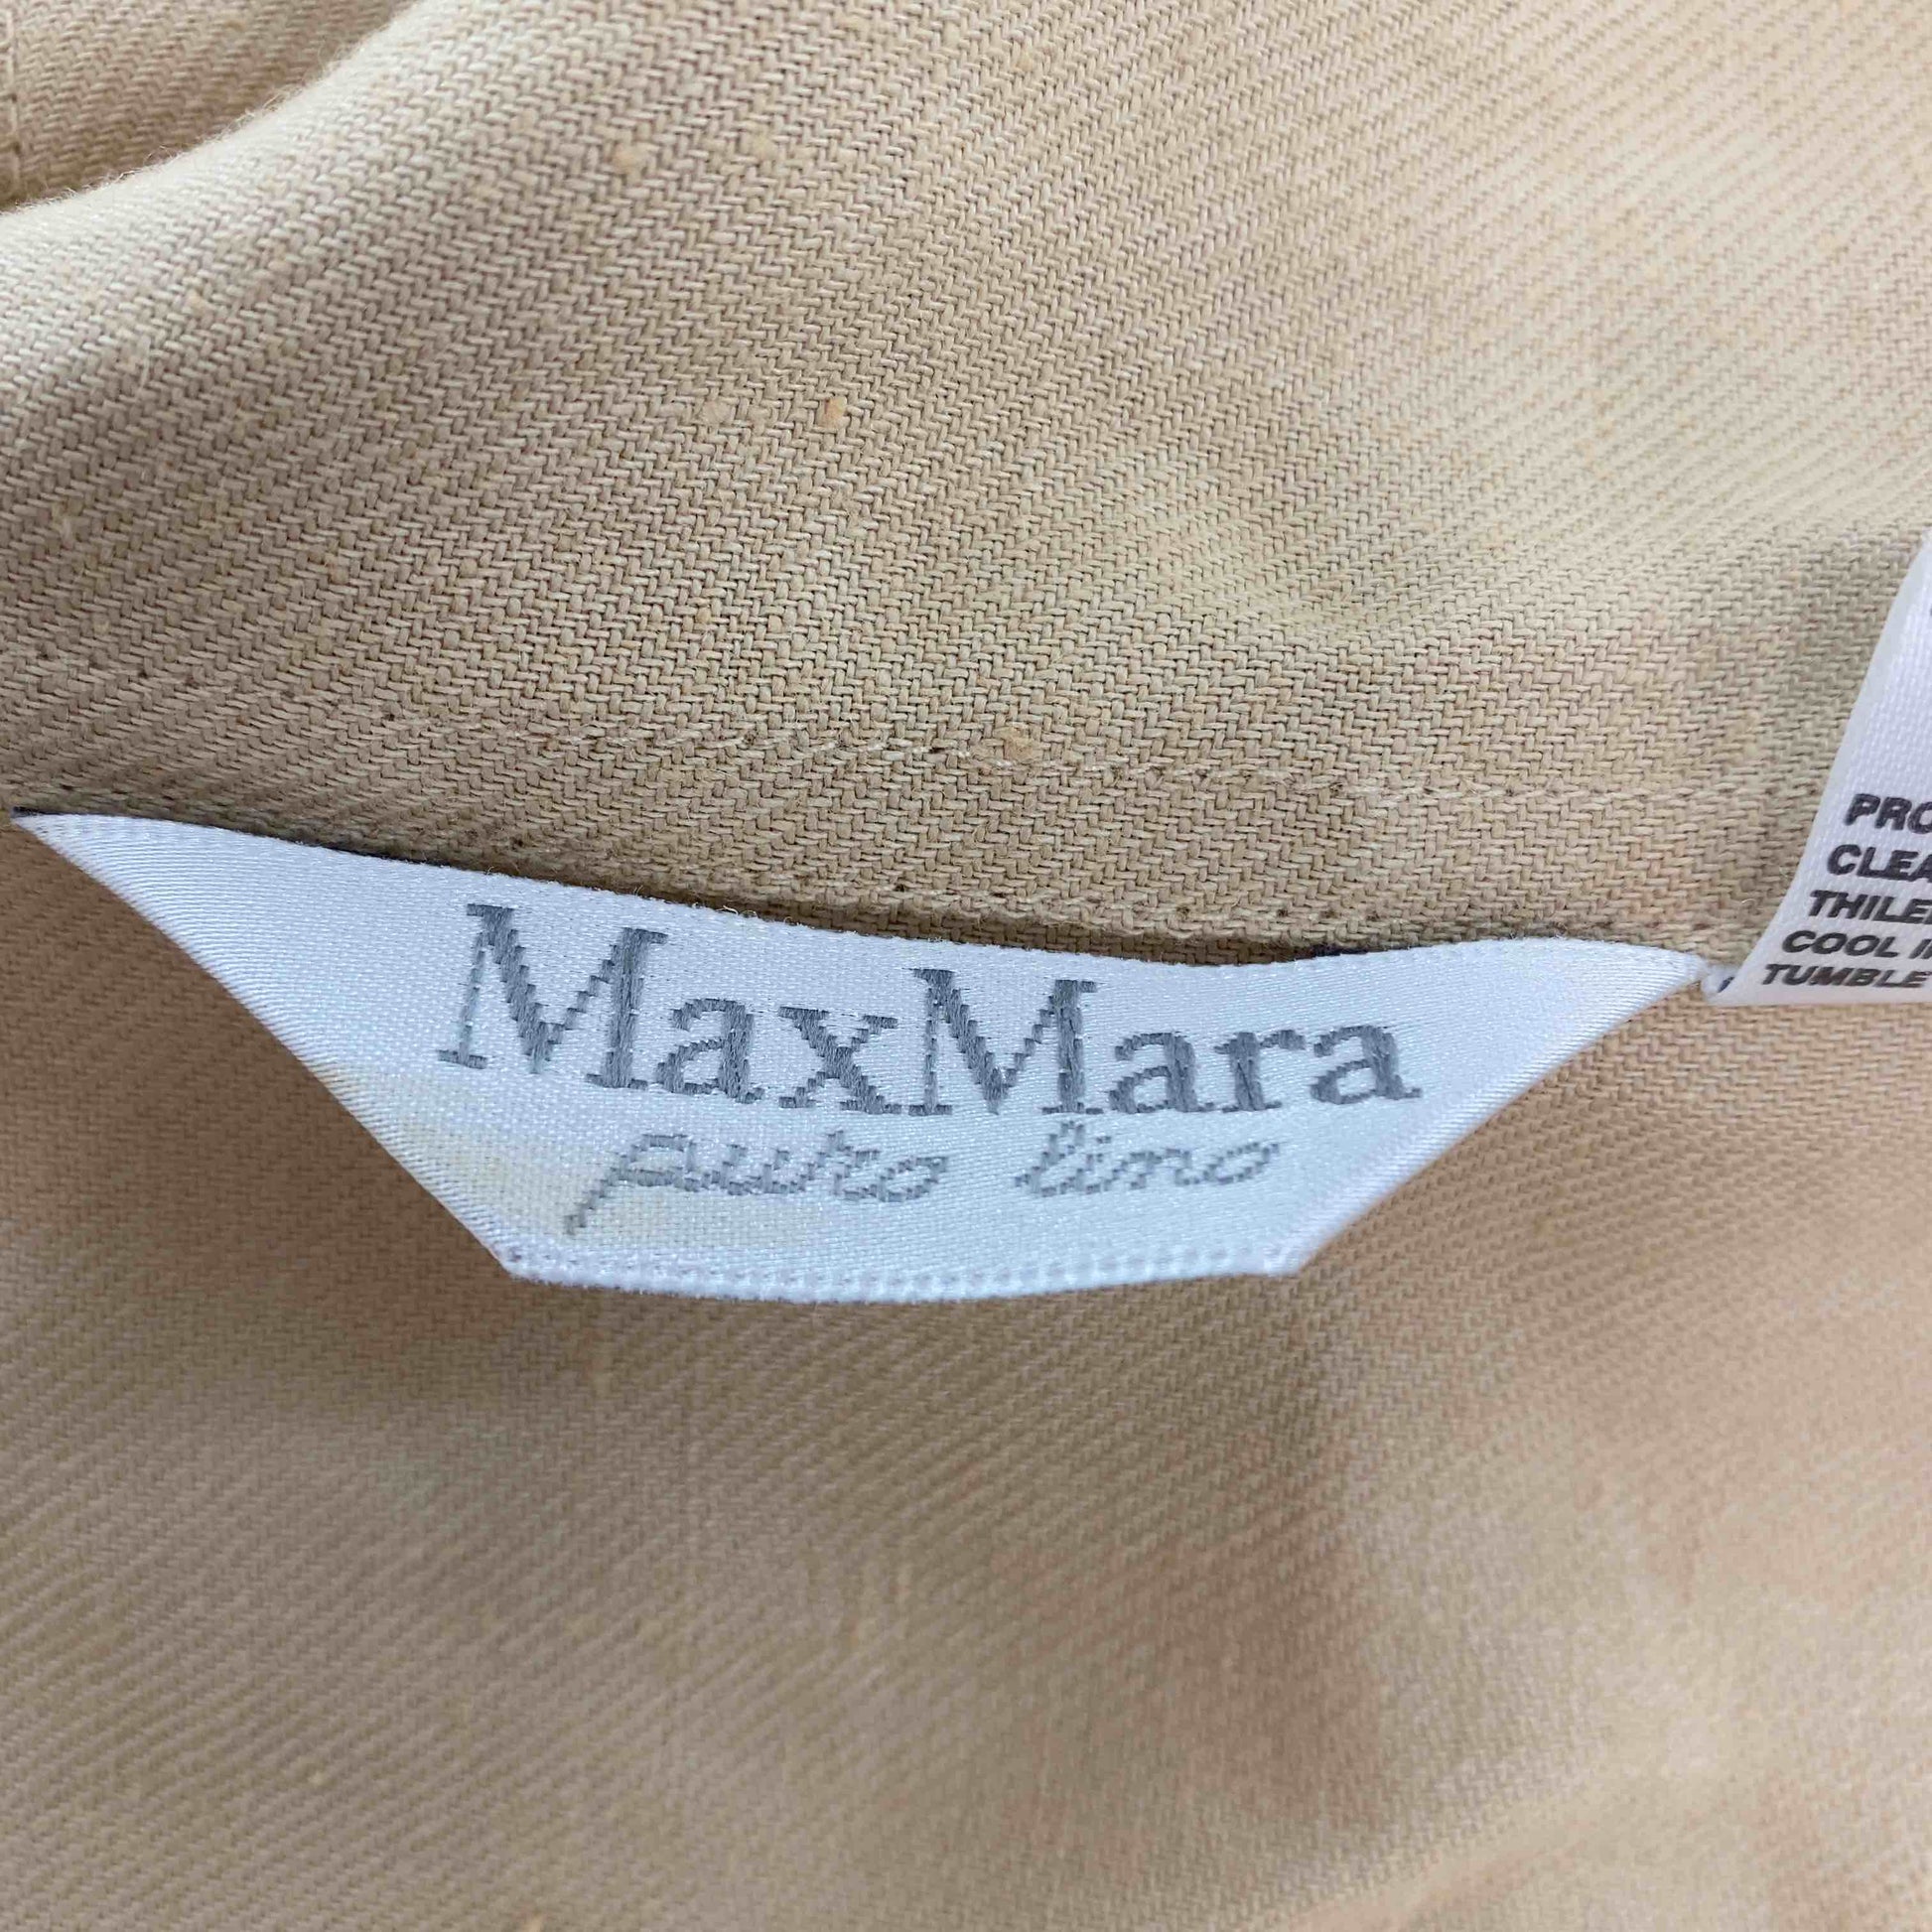 MaxMara
puro lino
PRO
CLEA
THILE
COOL I
TUMBLE